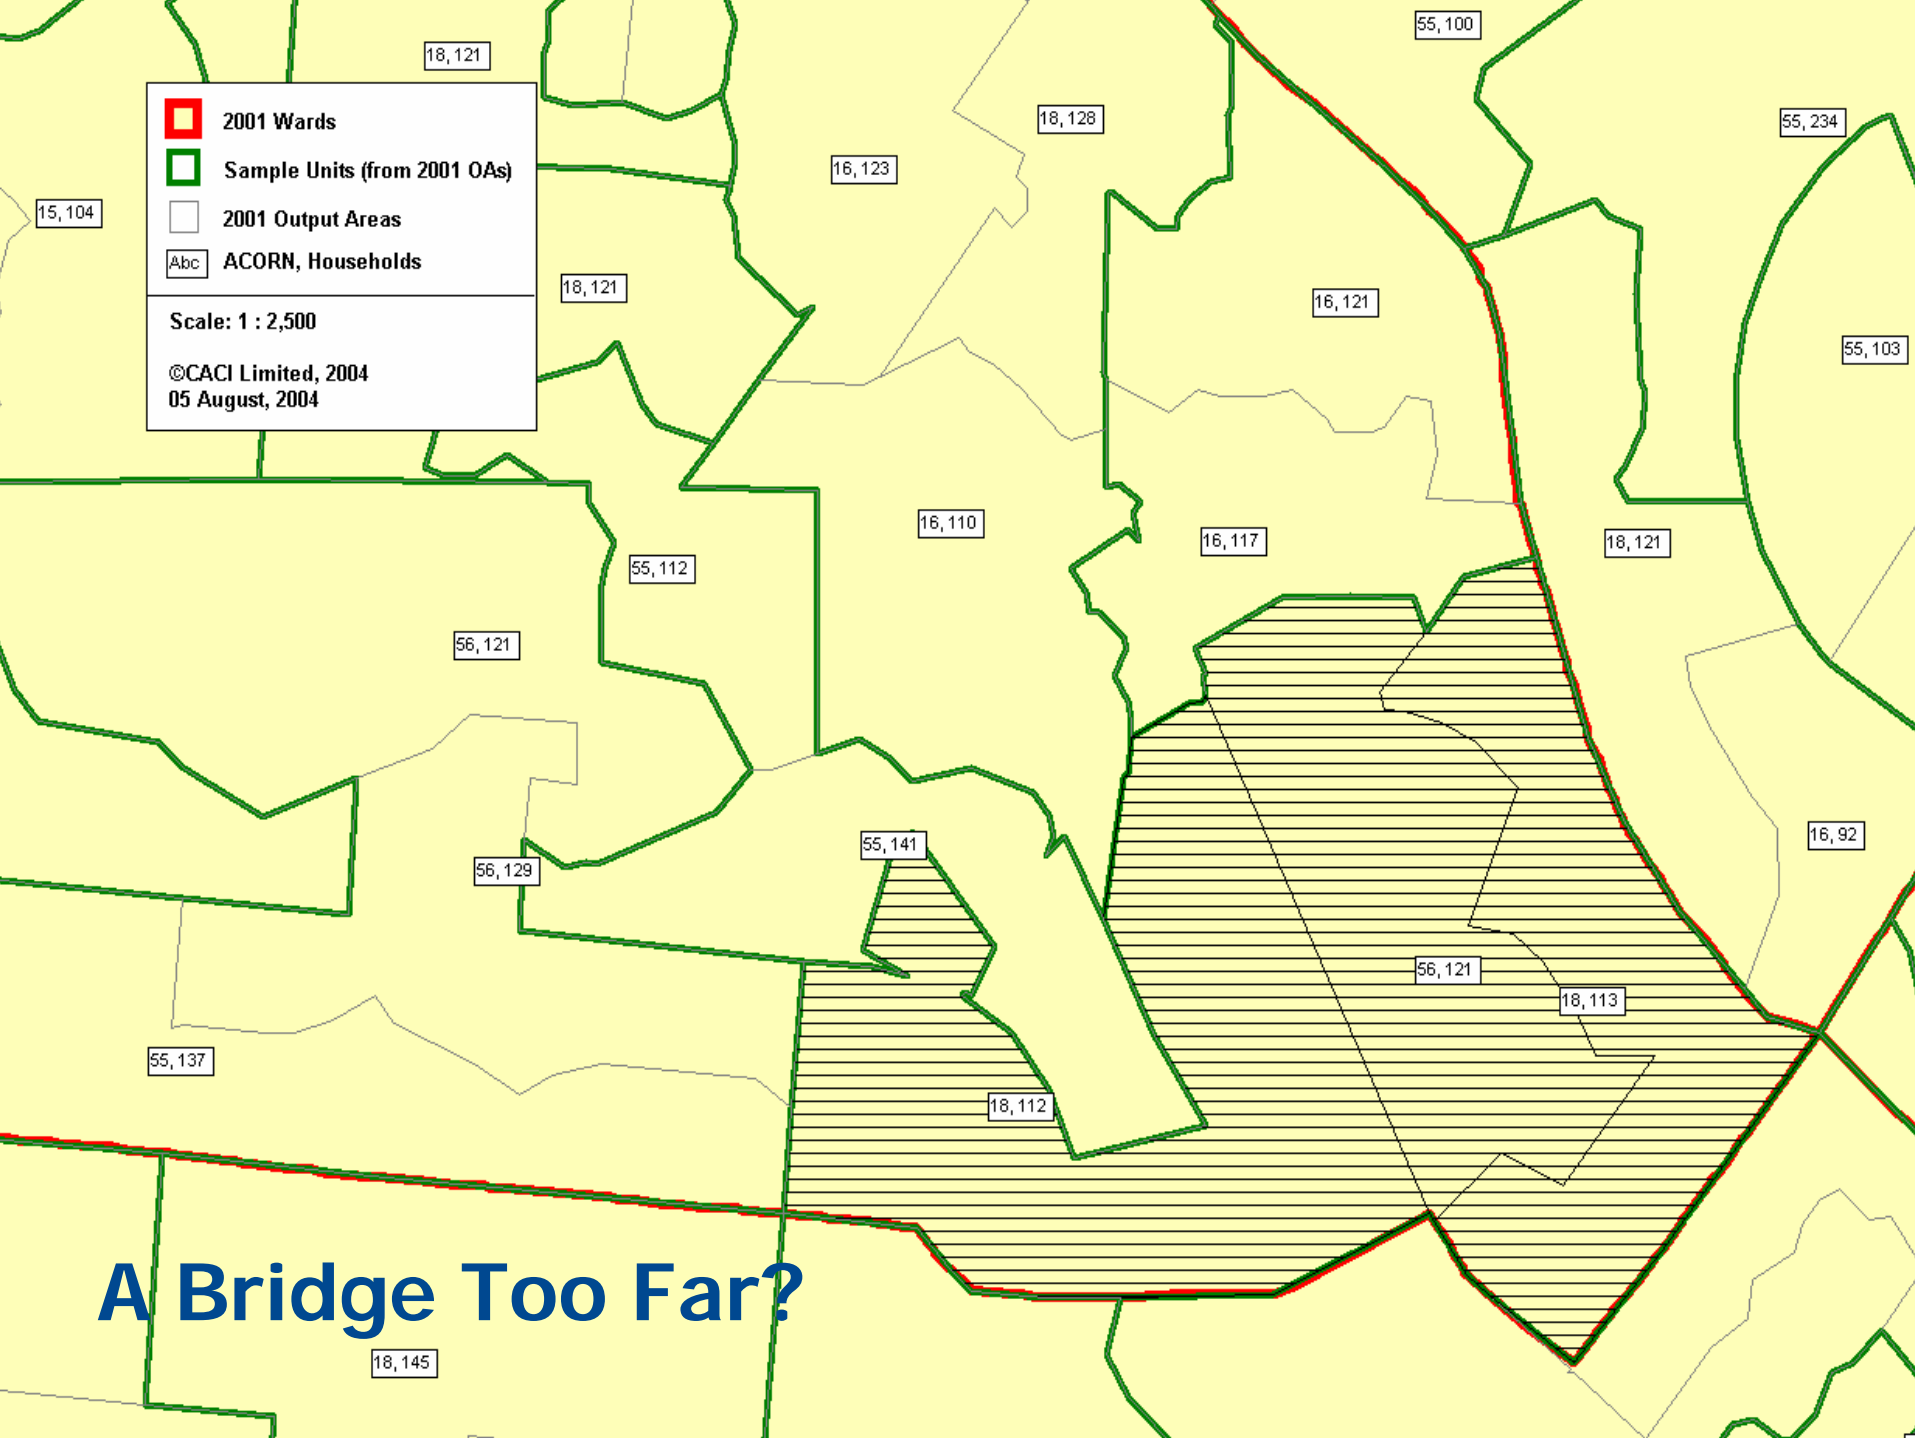 55, 100
18, 121
18, 128
55, 234
16, 123
15, 104
2001 Wards
Sample Units (from 2001 OAs)
2001 Output Areas
Abc
ACORN, Households
Scale: 1 : 2,500
©CACI Limited, 2004
05 August, 2004
18, 121
16, 121
55, 103
16, 110
16, 117
18, 121
55, 112
56, 121
16, 92
55, 141
56, 129
56, 121
18, 113
55, 137
18, 112
A Bridge Too Far?
18, 145